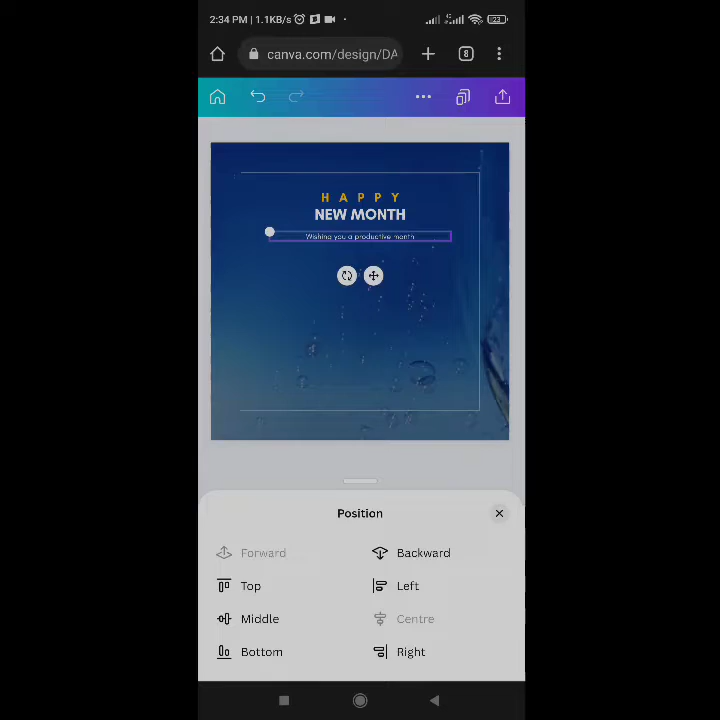 2:34 PM | 1.1KB/s
23
canva.com/design/DA
8
HAPPY
NEW MONTH
Wishing you a productive month
Position
Forward
Backward
Top
Left
Middle
Centre
Bottom
Right